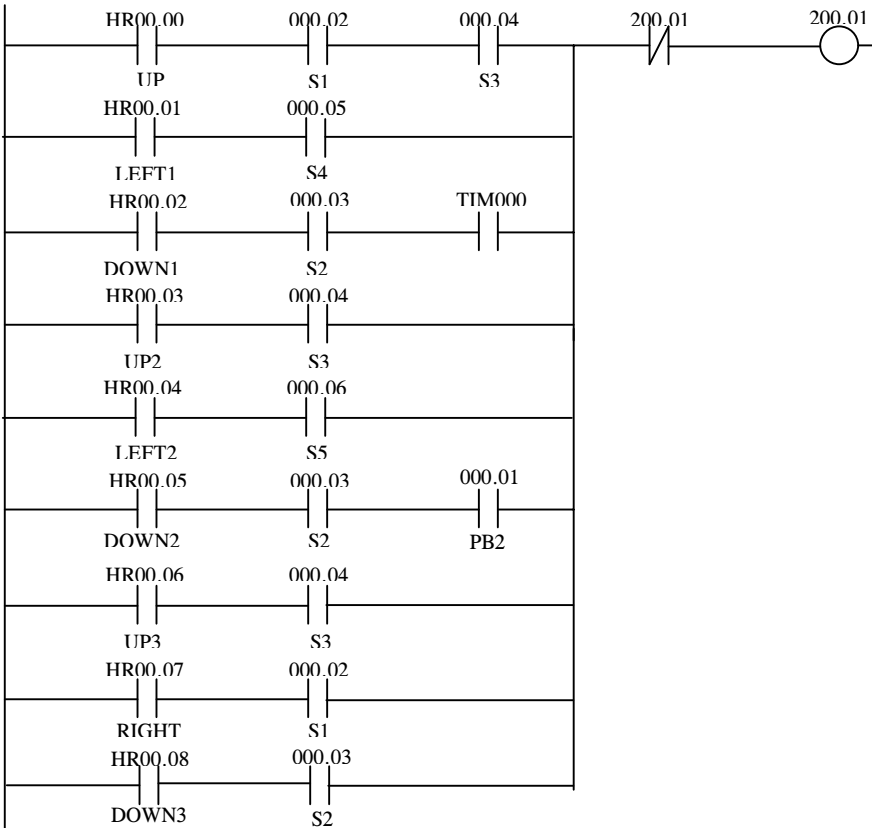 HR00.00 000.02 000.04 200.01 200.01
UP S1 S3
HR00.01 000.05
LEFT1 S4
HR00.02 000.03 TIM000
DOWN1 S2
HR00.03 000.04
UP2 S3
HR00.04 000.06
LEFT2 S5
HR00.05 000.03 000.01
DOWN2 S2 PB2
HR00.06 000.04
UP3 S3
HR00.07 000.02
RIGHT S1
HR00.08 000.03
DOWN3 S2